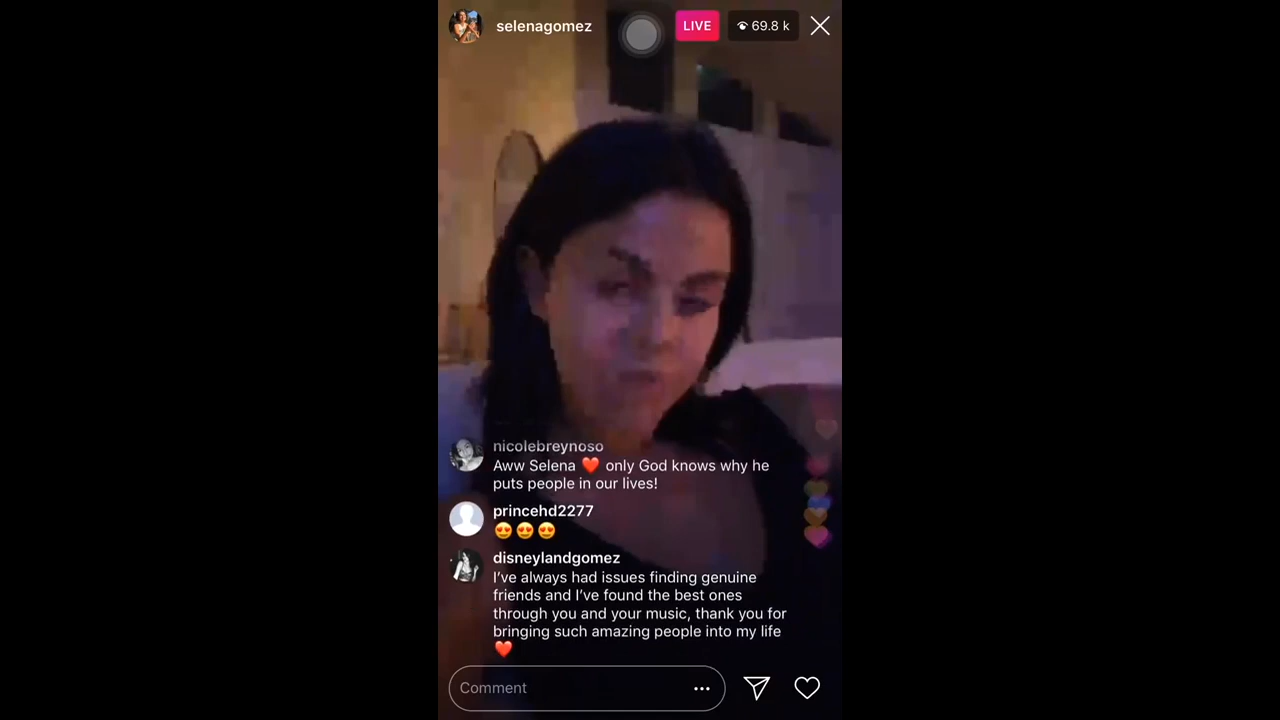 selenagomez LIVE 69.8 k
nicolebreynoso
Aww Selena ❤️ only God knows why he
puts people in our lives!
princehd2277
😍😍😍
disneylandgomez
I’ve always had issues finding genuine
friends and I’ve found the best ones
through you and your music, thank you for
bringing such amazing people into my life
❤️
Comment